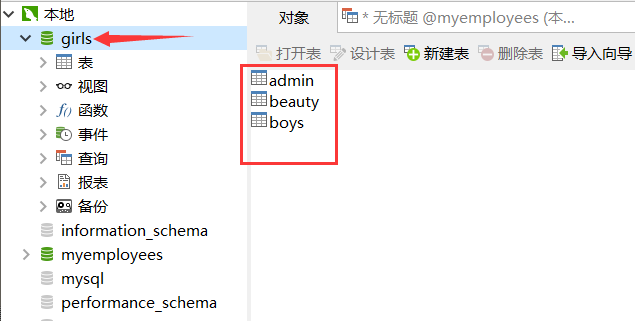 本地
girls
表
视图
f() 函数
事件
查询
报表
备份
information_schema
myemployees
mysql
performance_schema
对象
* 无标题 @myemployees (本...
打开表 设计表 新建表 删除表 导入向导
admin
beauty
boys